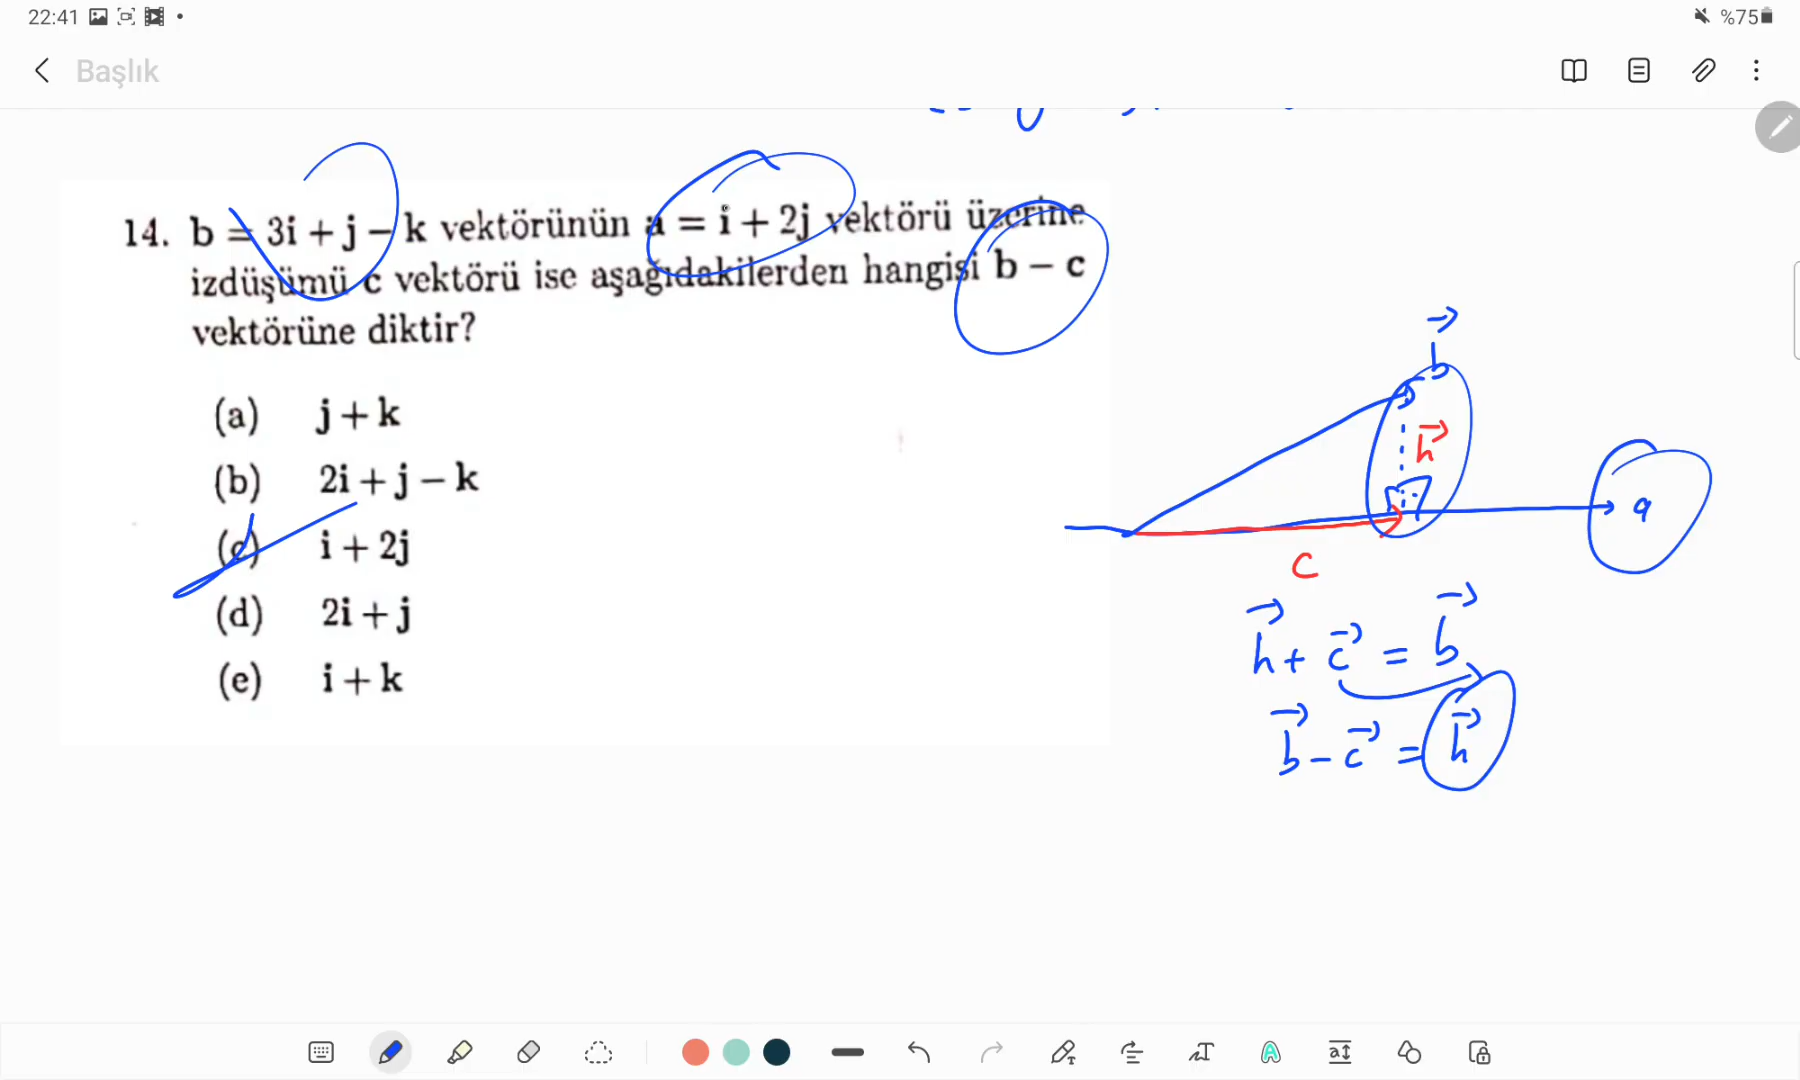 22:41
%75
Başlık
14. b = 3i + j − k vektörünün a = i + 2j vektörü üzerine
izdüşümü c vektörü ise aşağıdakilerden hangisi b − c
vektörüne diktir?
(a) j + k
(b) 2i + j − k
(c) i + 2j
(d) 2i + j
(e) i + k
b
h
a
c
h + c = b
b − c = h